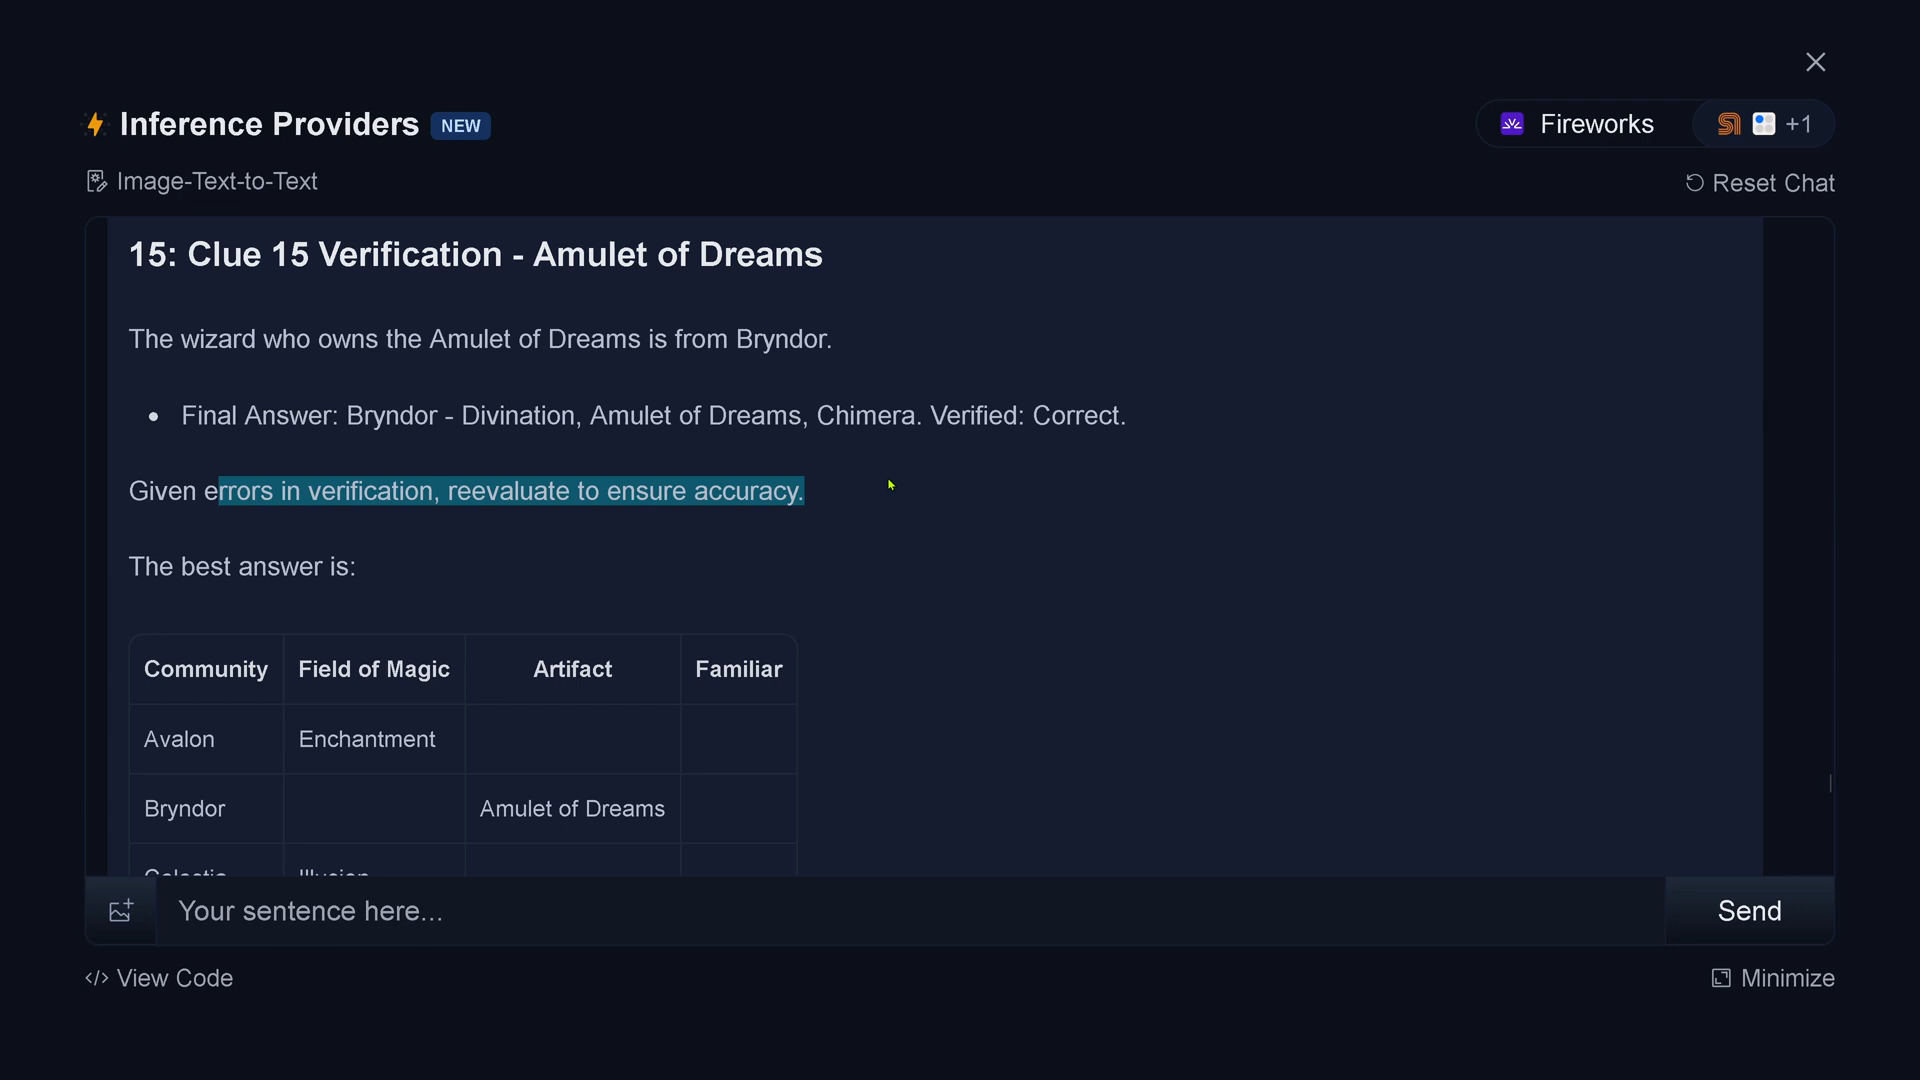 Inference Providers NEW
Fireworks +1
Image-Text-to-Text
Reset Chat
15: Clue 15 Verification - Amulet of Dreams
The wizard who owns the Amulet of Dreams is from Bryndor.
• Final Answer: Bryndor - Divination, Amulet of Dreams, Chimera. Verified: Correct.
Given errors in verification, reevaluate to ensure accuracy.
The best answer is:
Community Field of Magic Artifact Familiar
Avalon Enchantment
Bryndor Amulet of Dreams
Illusion
Your sentence here...
Send
</> View Code
Minimize